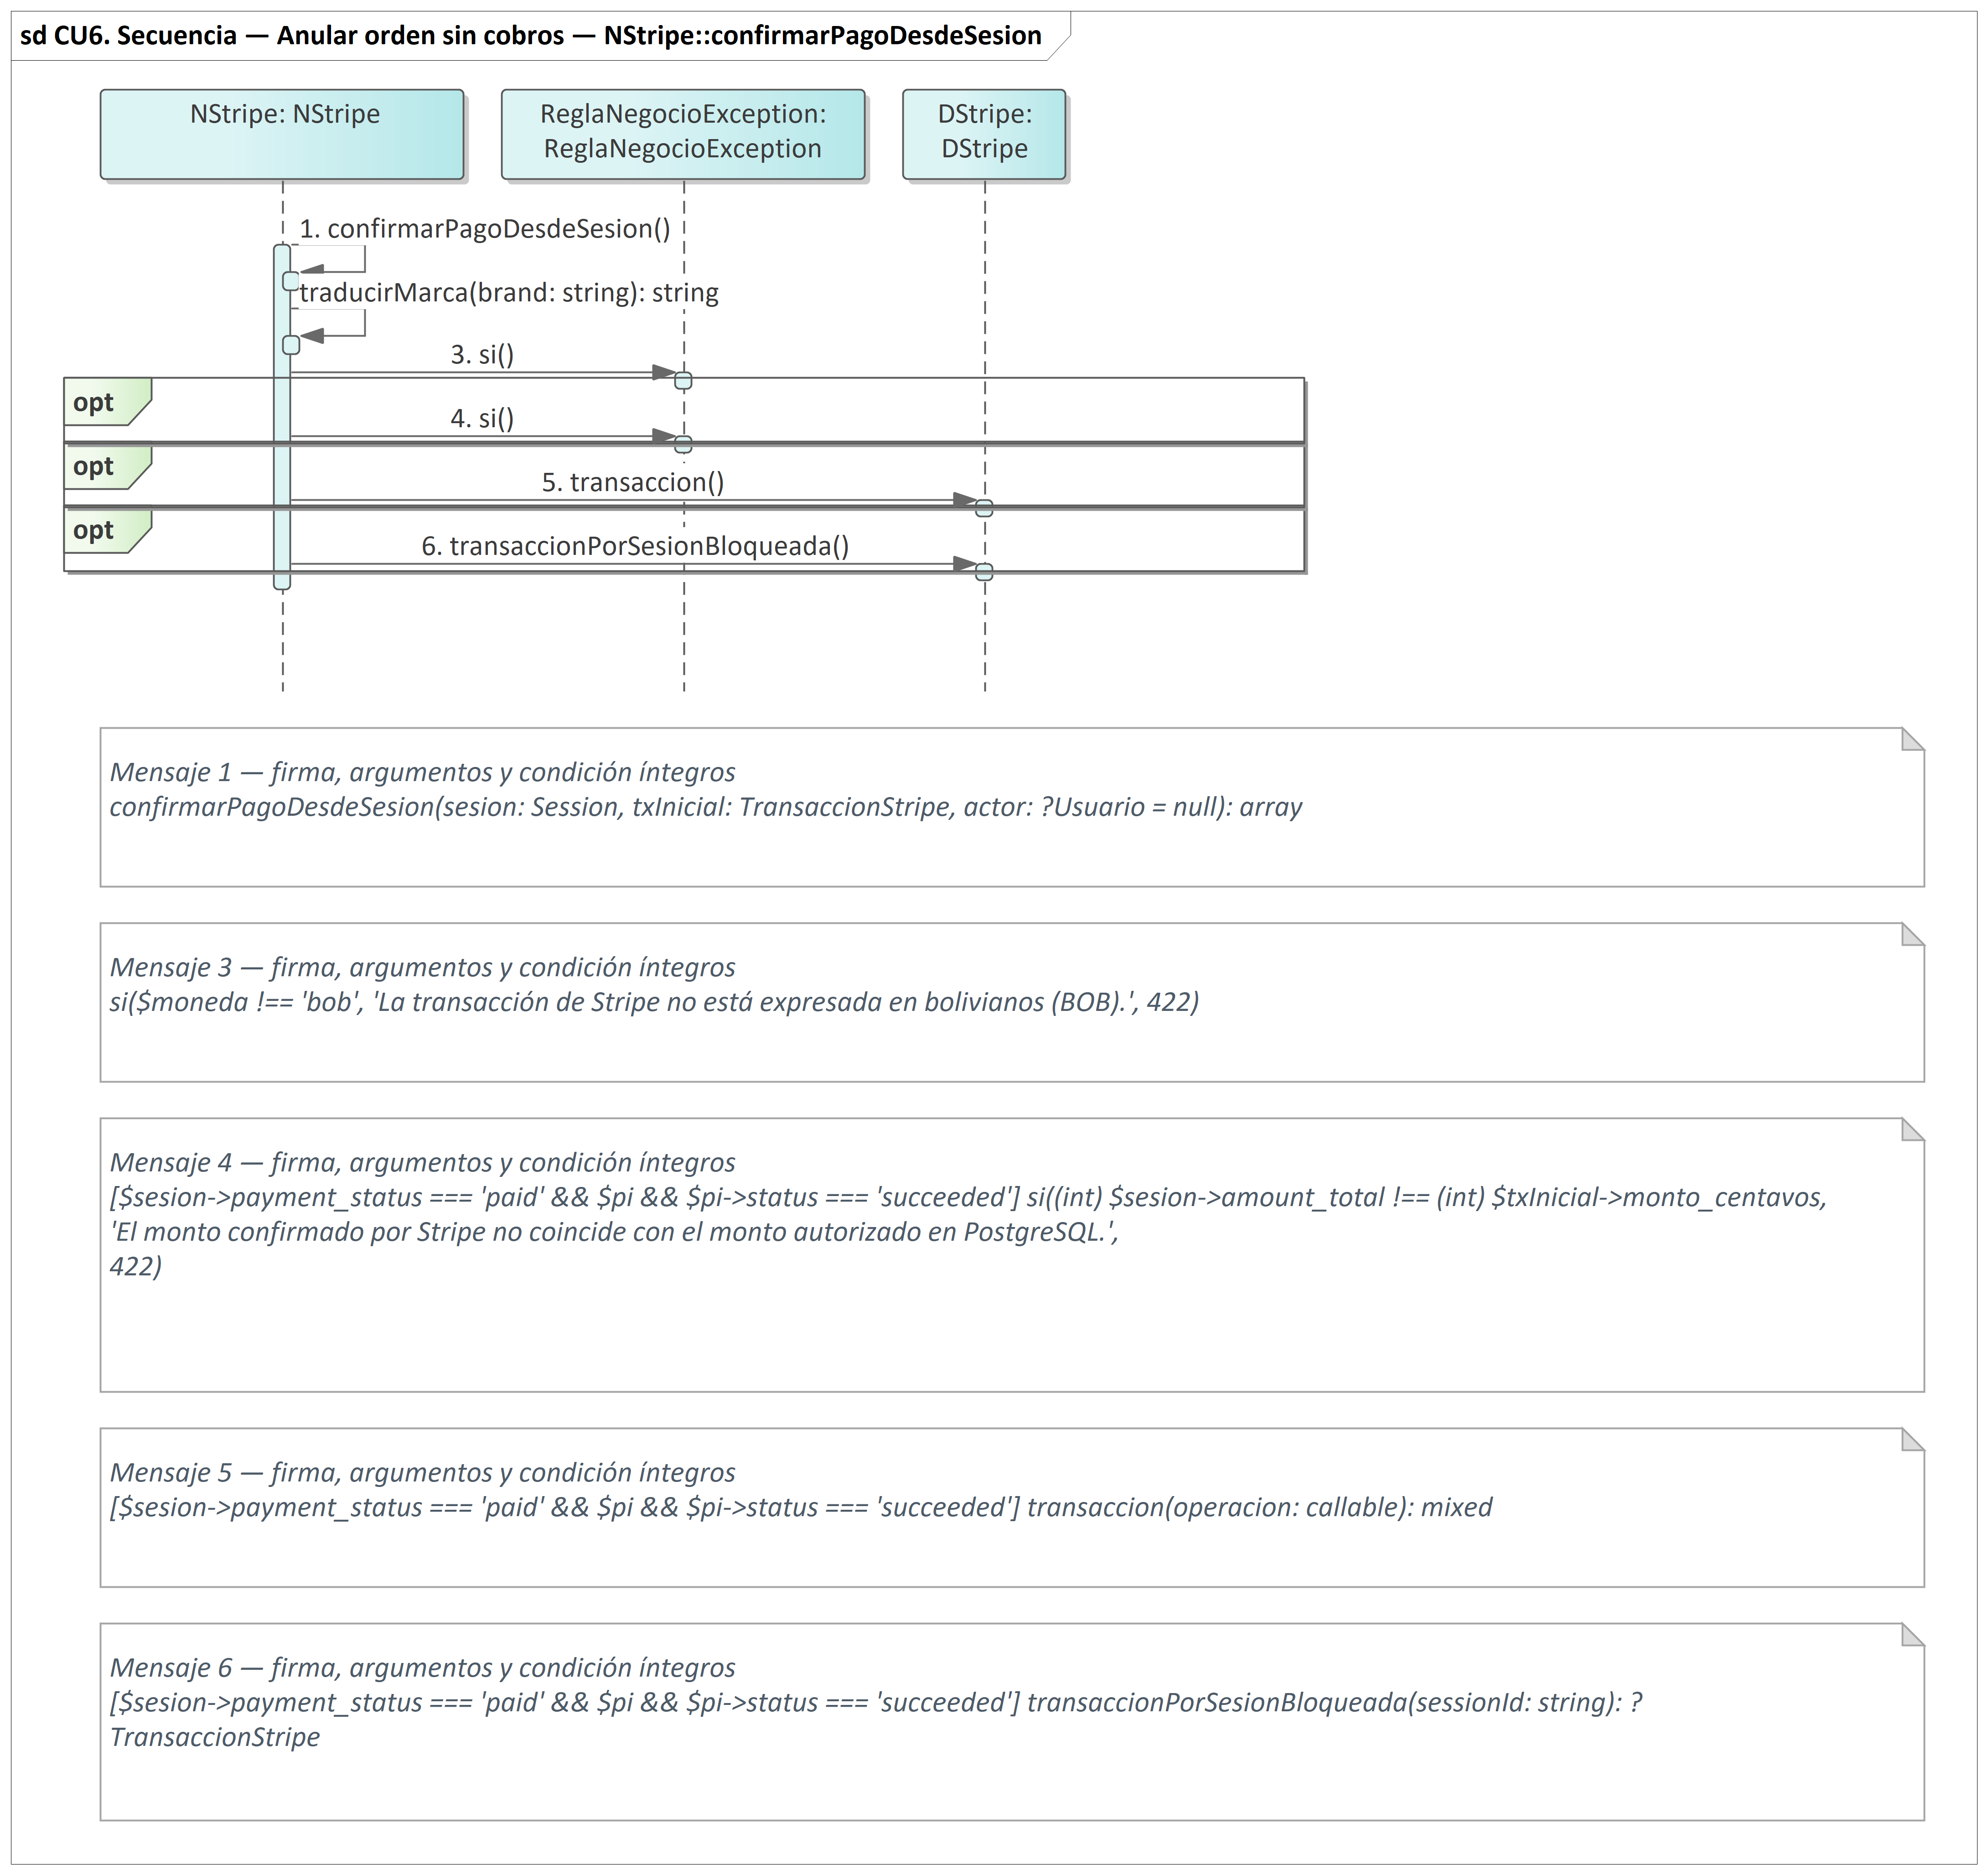 sd CU6. Secuencia — Anular orden sin cobros — NStripe::confirmarPagoDesdeSesion
NStripe: NStripe
ReglaNegocioException:
ReglaNegocioException
DStripe:
DStripe
1. confirmarPagoDesdeSesion()
traducirMarca(brand: string): string
3. si()
opt
4. si()
opt
5. transaccion()
opt
6. transaccionPorSesionBloqueada()
Mensaje 1 — firma, argumentos y condición íntegros
confirmarPagoDesdeSesion(sesion: Session, txInicial: TransaccionStripe, actor: ?Usuario = null): array
Mensaje 3 — firma, argumentos y condición íntegros
si($moneda !== 'bob', 'La transacción de Stripe no está expresada en bolivianos (BOB).', 422)
Mensaje 4 — firma, argumentos y condición íntegros
[$sesion->payment_status === 'paid' && $pi && $pi->status === 'succeeded'] si((int) $sesion->amount_total !== (int) $txInicial->monto_centavos,
'El monto confirmado por Stripe no coincide con el monto autorizado en PostgreSQL.',
422)
Mensaje 5 — firma, argumentos y condición íntegros
[$sesion->payment_status === 'paid' && $pi && $pi->status === 'succeeded'] transaccion(operacion: callable): mixed
Mensaje 6 — firma, argumentos y condición íntegros
[$sesion->payment_status === 'paid' && $pi && $pi->status === 'succeeded'] transaccionPorSesionBloqueada(sessionId: string): ?
TransaccionStripe